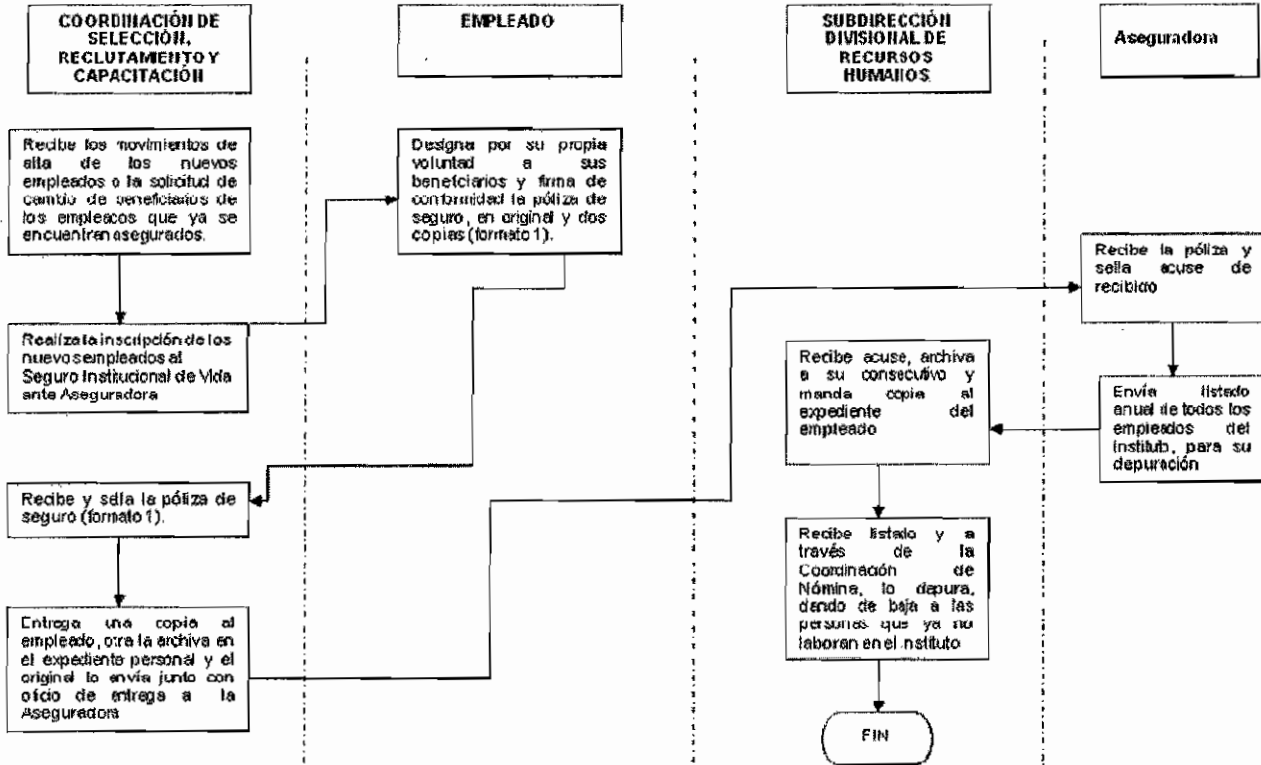 COORDINACIÓN DE
SELECCIÓN,
RECLUTAMIENTO Y
CAPACITACIÓN
EMPLEADO
SUBDIRECCIÓN
DIVISIONAL DE
RECURSOS
HUMANOS
Aseguradora
Recibe los movimientos de
alta de los nuevos
empleados o la solicitud de
cambio de beneficiarios de
los empleados que ya se
encuentran asegurados.
Realiza la inscripción de los
nuevos empleados al
Seguro Institucional de Vida
ante Aseguradora
Recibe y sella la póliza de
seguro (formato 1).
Entrega una copia al
empleado, otra la archiva en
el expediente personal y el
original lo envía junto con
oficio de entrega a la
Aseguradora
Designa por su propia
voluntad a sus
beneficiarios y firma de
conformidad la póliza de
seguro, en original y dos
copias (formato 1).
Recibe acuse, archiva
a su consecutivo y
manda copia al
expediente del
empleado
Recibe listado y a
través de la
Coordinación de
Nómina, lo depura,
dando de baja a las
personas que ya no
laboran en el Instituto
FIN
Recibe la póliza y
sella acuse de
recibido
Envía listado
anual de todos los
empleados del
Instituto, para su
depuración